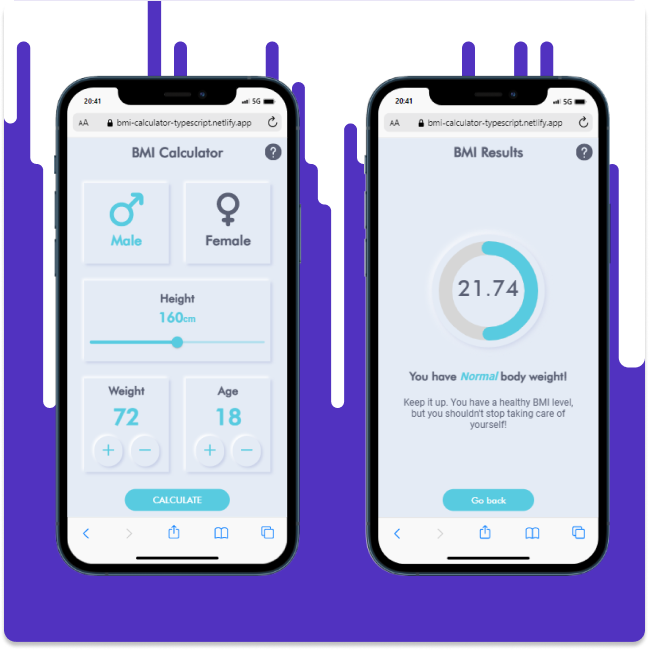 20:41
5G
AA
bmi-calculator-typescript.netlify.app
BMI Calculator
?
Male
Female
Height
160cm
Weight
Age
72
18
+ − + −
CALCULATE
20:41
5G
AA
bmi-calculator-typescript.netlify.app
BMI Results
?
21.74
You have Normal body weight!
Keep it up. You have a healthy BMI level,
but you shouldn't stop taking care of
yourself!
Go back